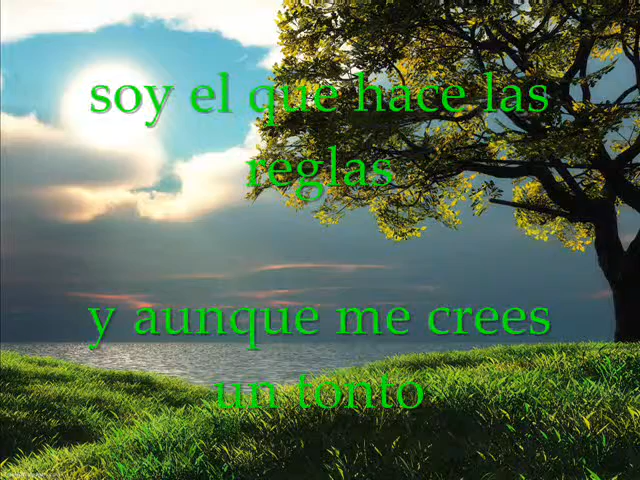 soy el que hace las
reglas
y aunque me crees
un tonto